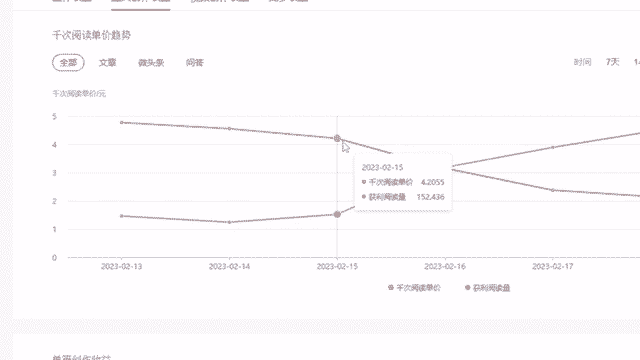 千次阅读单价趋势
全部 文章 微头条 问答 时间 7天
千次阅读单价/元
5
4
3
2
1
0
2023-02-15
千次阅读单价 4.2055
获利阅读量 152,436
2023-02-13 2023-02-14 2023-02-15 2023-02-16 2023-02-17
千次阅读单价 获利阅读量